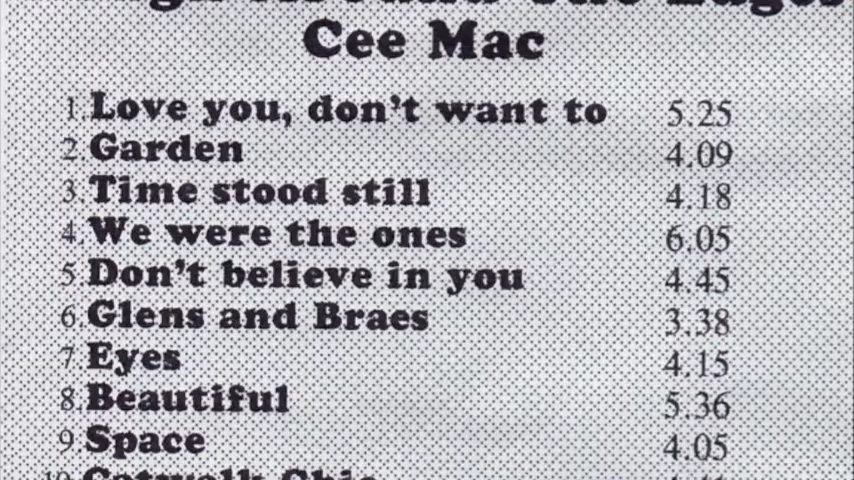 Cee Mac
1. Love you, don't want to 5.25
2. Garden 4.09
3. Time stood still 4.18
4. We were the ones 6.05
5. Don't believe in you 4.45
6. Glens and Braes 3.38
7. Eyes 4.15
8. Beautiful 5.36
9. Space 4.05